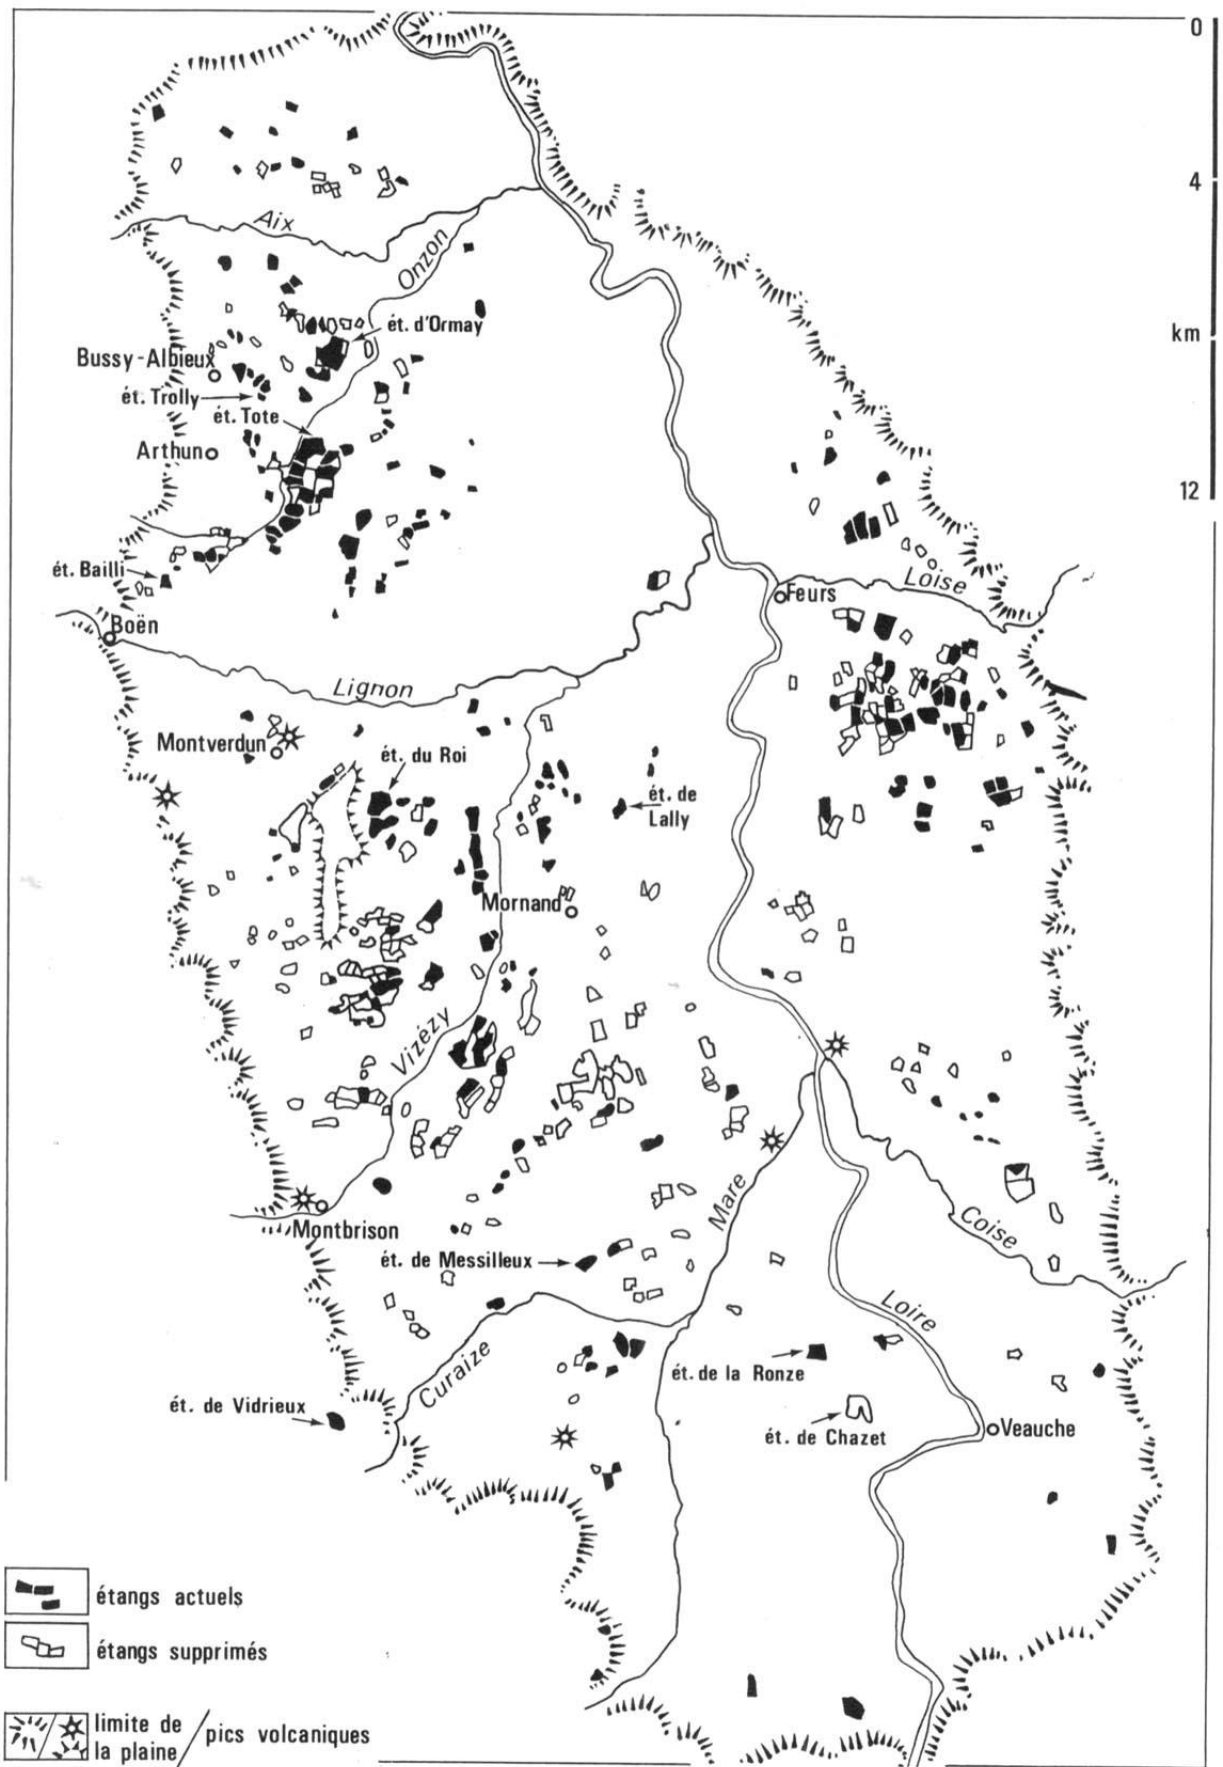 0
4
km
12
Aix
Onzon
ét. d'Ormay
Bussy-Albieux
ét. Trolly
ét. Tote
Arthun
ét. Bailli
Boën
Lignon
Loise
Feurs
Montverdun
ét. du Roi
ét. de
Lally
Mornand
Vizézy
Montbrison
ét. de Messilleux
Mare
Coise
Loire
Curaize
ét. de la Ronze
ét. de Vidrieux
ét. de Chazet
Veauche
étangs actuels
étangs supprimés
limite de
la plaine
pics volcaniques